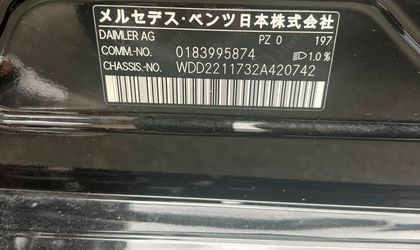 メルセデス・ベンツ日本株式会社
DAIMLER AG PZ 0 197
COMM.-NO. 0183995874 1.0%
CHASSIS.-NO. WDD2211732A420742